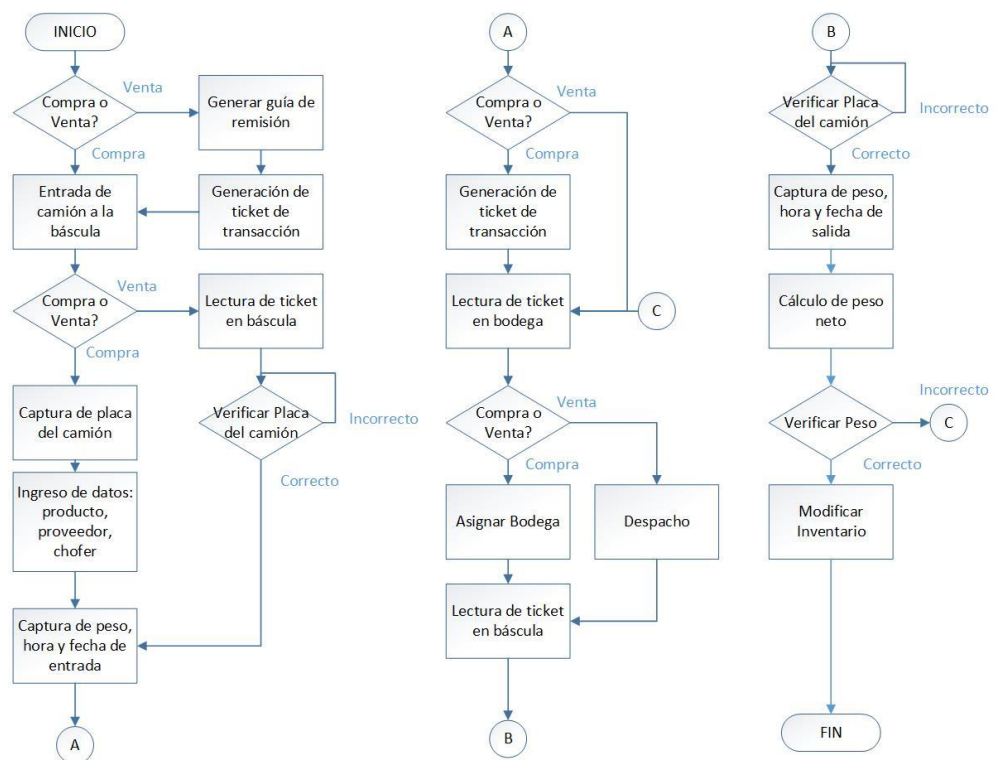 INICIO
Compra o
Venta?
Venta
Generar guía de
remisión
Compra
Entrada de
camión a la
báscula
Generación de
ticket de
transacción
Compra o
Venta?
Venta
Lectura de ticket
en báscula
Compra
Captura de placa
del camión
Verificar Placa
del camión
Incorrecto
Correcto
Ingreso de datos:
producto,
proveedor,
chofer
Captura de peso,
hora y fecha de
entrada
A
A
Compra o
Venta?
Venta
Compra
Generación de
ticket de
transacción
Lectura de ticket
en bodega
C
Compra o
Venta?
Venta
Compra
Asignar Bodega
Despacho
Lectura de ticket
en báscula
B
B
Verificar Placa
del camión
Incorrecto
Correcto
Captura de peso,
hora y fecha de
salida
Cálculo de peso
neto
Verificar Peso
Incorrecto
C
Correcto
Modificar
Inventario
FIN